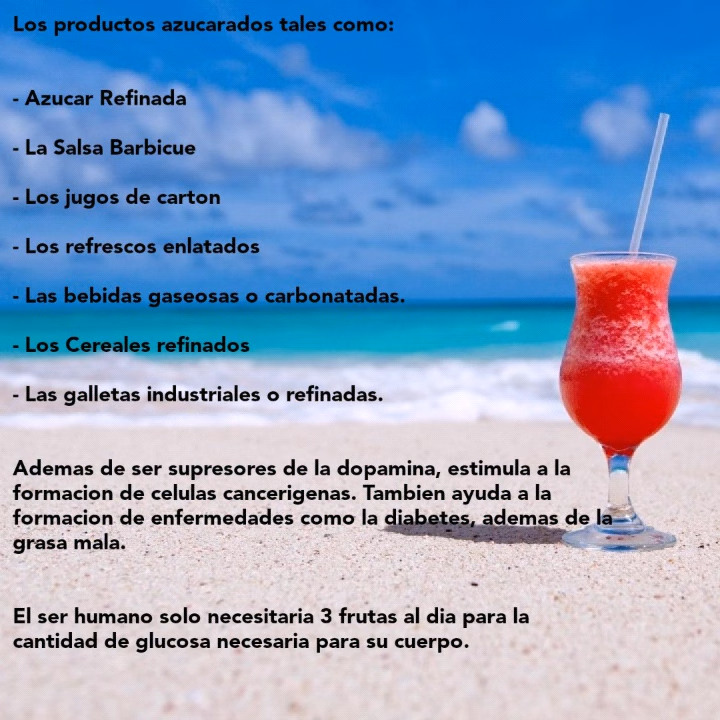 Los productos azucarados tales como:
- Azucar Refinada
- La Salsa Barbicue
- Los jugos de carton
- Los refrescos enlatados
- Las bebidas gaseosas o carbonatadas.
- Los Cereales refinados
- Las galletas industriales o refinadas.
Ademas de ser supresores de la dopamina, estimula a la
formacion de celulas cancerigenas. Tambien ayuda a la
formacion de enfermedades como la diabetes, ademas de la
grasa mala.
El ser humano solo necesitaria 3 frutas al dia para la
cantidad de glucosa necesaria para su cuerpo.